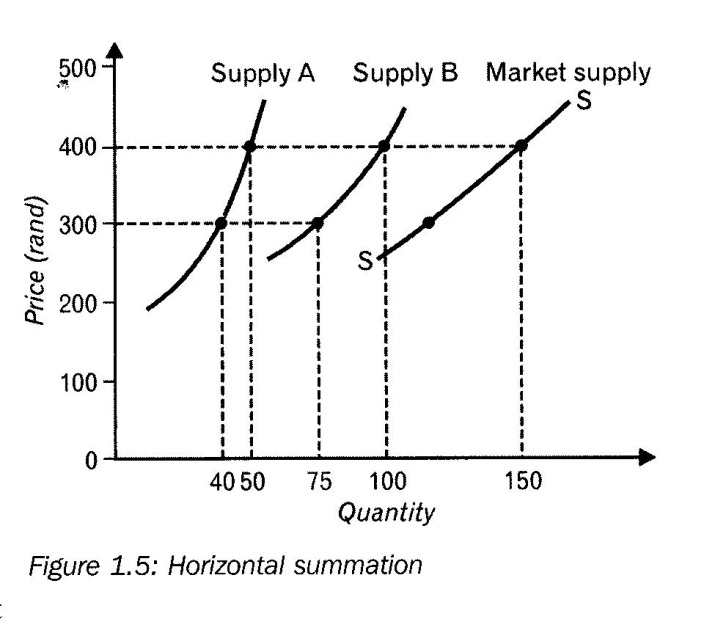 500
Supply A Supply B Market supply
S
400
300
S
200
100
0
40 50 75 100 150
Price (rand)
Quantity
Figure 1.5: Horizontal summation